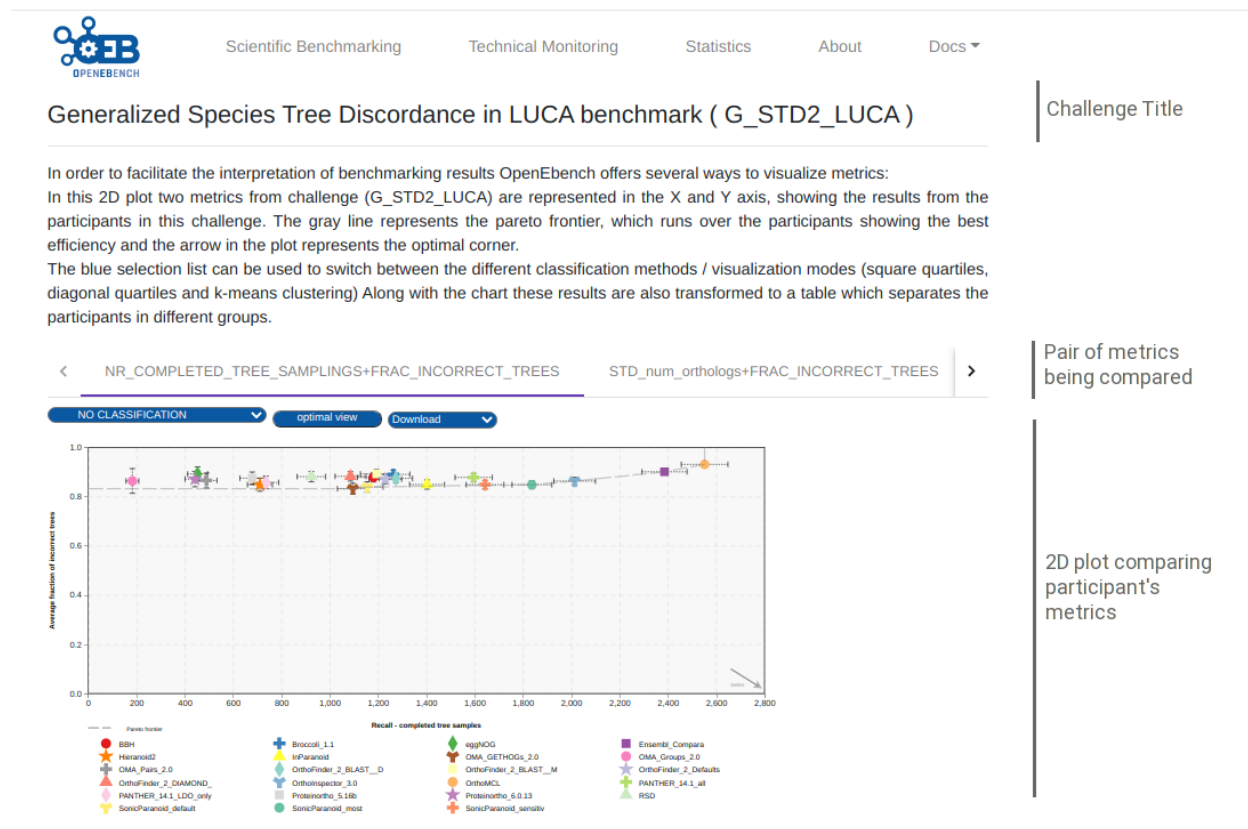 OEB
OPENEBENCH
Scientific Benchmarking Technical Monitoring Statistics About Docs
Generalized Species Tree Discordance in LUCA benchmark ( G_STD2_LUCA )
Challenge Title
In order to facilitate the interpretation of benchmarking results OpenEbench offers several ways to visualize metrics:
In this 2D plot two metrics from challenge (G_STD2_LUCA) are represented in the X and Y axis, showing the results from the
participants in this challenge. The gray line represents the pareto frontier, which runs over the participants showing the best
efficiency and the arrow in the plot represents the optimal corner.
The blue selection list can be used to switch between the different classification methods / visualization modes (square quartiles,
diagonal quartiles and k-means clustering) Along with the chart these results are also transformed to a table which separates the
participants in different groups.
Pair of metrics
being compared
NR_COMPLETED_TREE_SAMPLINGS+FRAC_INCORRECT_TREES STD_num_orthologs+FRAC_INCORRECT_TREES
NO CLASSIFICATION optimal view Download
1.0
0.8
0.6
0.4
0.2
0.0
Average fraction of incorrect trees
0 200 400 600 800 1,000 1,200 1,400 1,600 1,800 2,000 2,200 2,400 2,600 2,800
Recall - completed tree samples
2D plot comparing
participant's
metrics
Pareto frontier
BBH Broccoli_1.1 eggNOG Ensembl_Compara
Hieranoid2 InParanoid OMA_GETHOGs_2.0 OMA_Groups_2.0
OMA_Pairs_2.0 OrthoFinder_2_BLAST__D OrthoFinder_2_BLAST__M OrthoFinder_2_Defaults
OrthoFinder_2_DIAMOND_ OrthoInspector_3.0 OrthoMCL PANTHER_14.1_all
PANTHER_14.1_LDO_only Proteinortho_5.16b Proteinortho_6.0.13 RSD
SonicParanoid_default SonicParanoid_most SonicParanoid_sensitiv